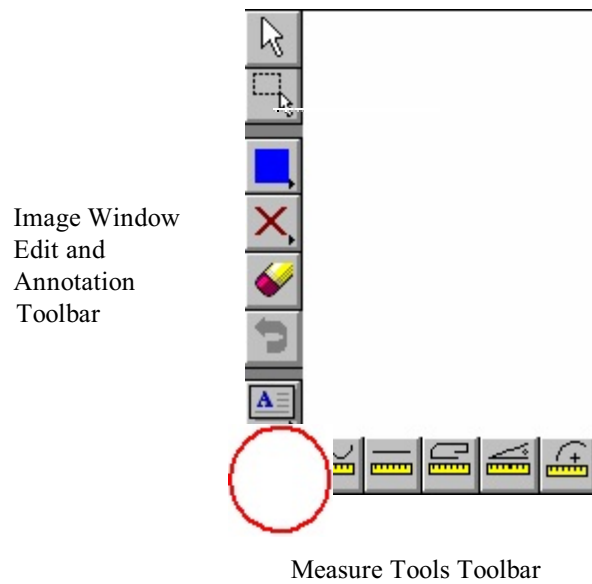 Image Window
Edit and
Annotation
Toolbar
A
Measure Tools Toolbar